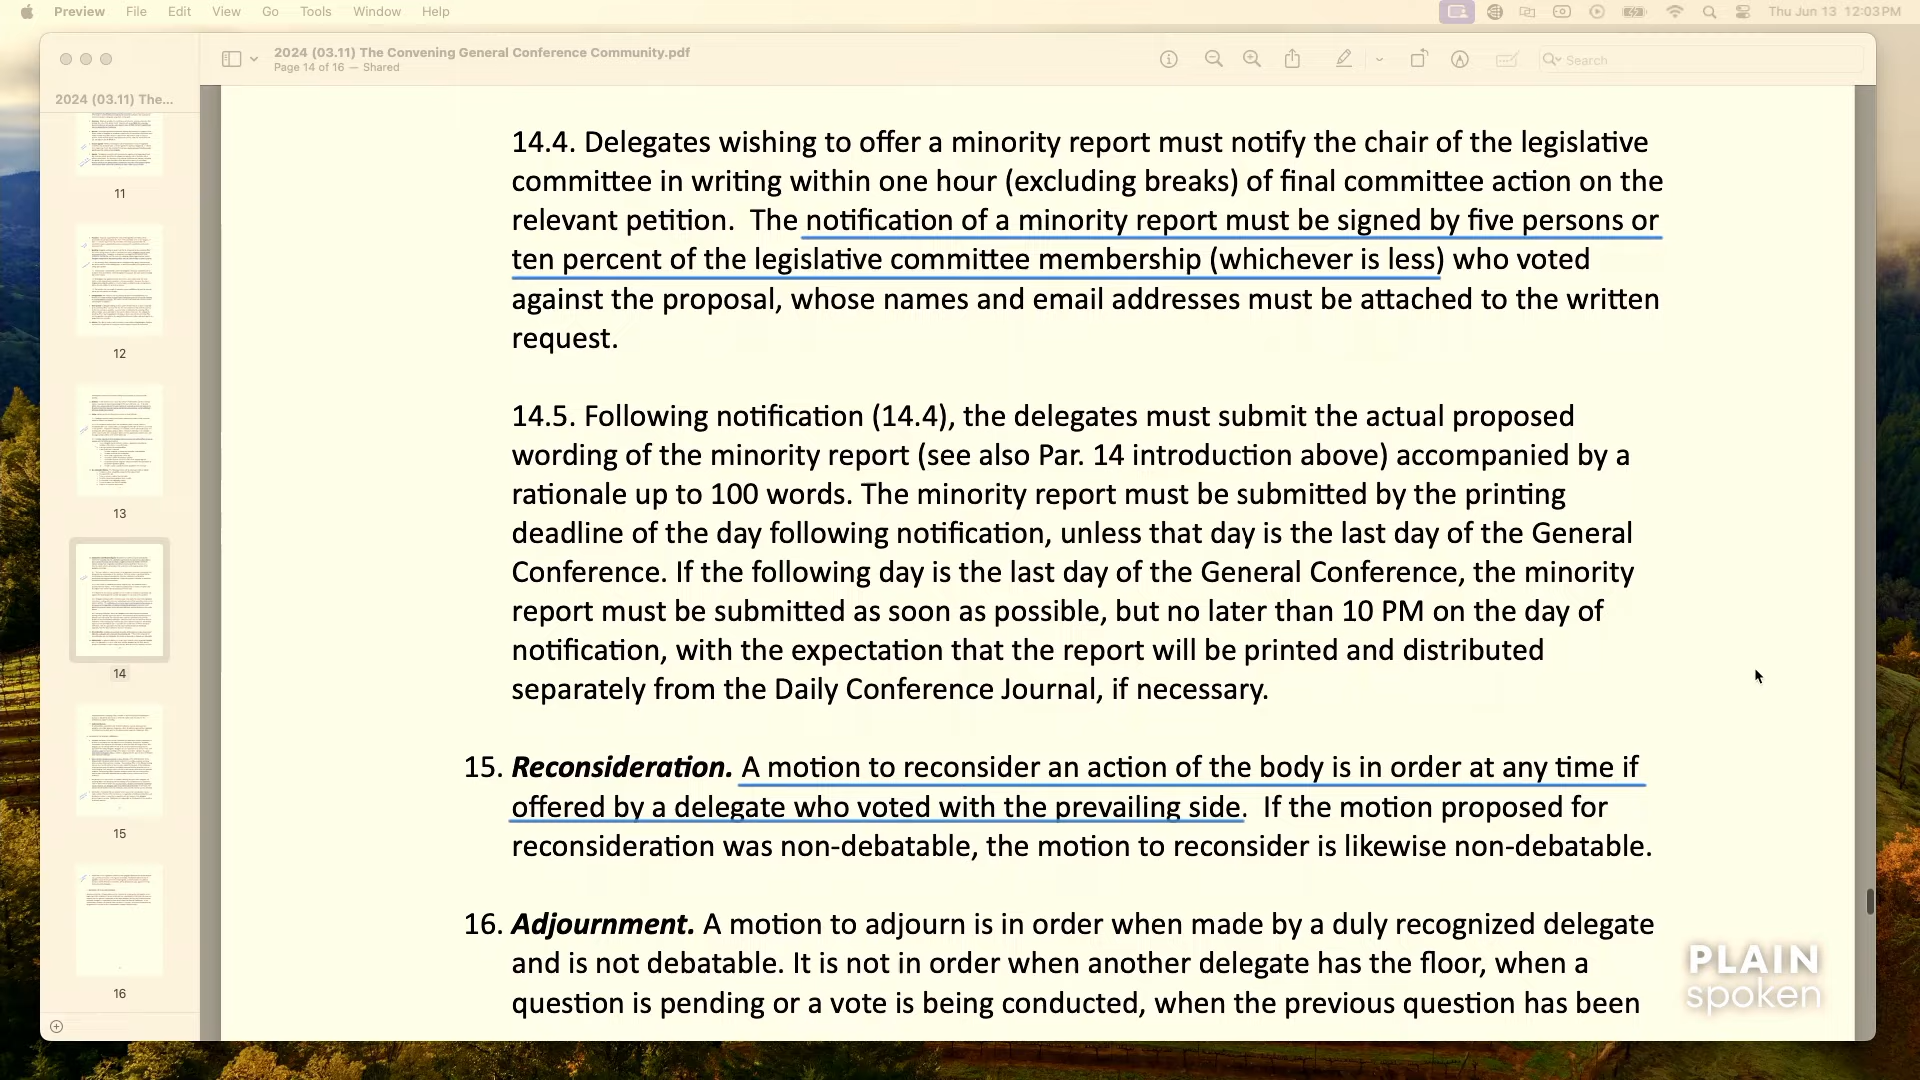 Preview File Edit View Go Tools Window Help Thu Jun 13 12:03 PM
2024 (03.11) The Convening General Conference Community.pdf
Page 14 of 16 — Shared
Search
2024 (03.11) The...
11
12
13
14
15
16
14.4. Delegates wishing to offer a minority report must notify the chair of the legislative
committee in writing within one hour (excluding breaks) of final committee action on the
relevant petition. The notification of a minority report must be signed by five persons or
ten percent of the legislative committee membership (whichever is less) who voted
against the proposal, whose names and email addresses must be attached to the written
request.
14.5. Following notification (14.4), the delegates must submit the actual proposed
wording of the minority report (see also Par. 14 introduction above) accompanied by a
rationale up to 100 words. The minority report must be submitted by the printing
deadline of the day following notification, unless that day is the last day of the General
Conference. If the following day is the last day of the General Conference, the minority
report must be submitted as soon as possible, but no later than 10 PM on the day of
notification, with the expectation that the report will be printed and distributed
separately from the Daily Conference Journal, if necessary.
15. Reconsideration. A motion to reconsider an action of the body is in order at any time if
offered by a delegate who voted with the prevailing side. If the motion proposed for
reconsideration was non-debatable, the motion to reconsider is likewise non-debatable.
16. Adjournment. A motion to adjourn is in order when made by a duly recognized delegate
and is not debatable. It is not in order when another delegate has the floor, when a
question is pending or a vote is being conducted, when the previous question has been
PLAIN
spoken